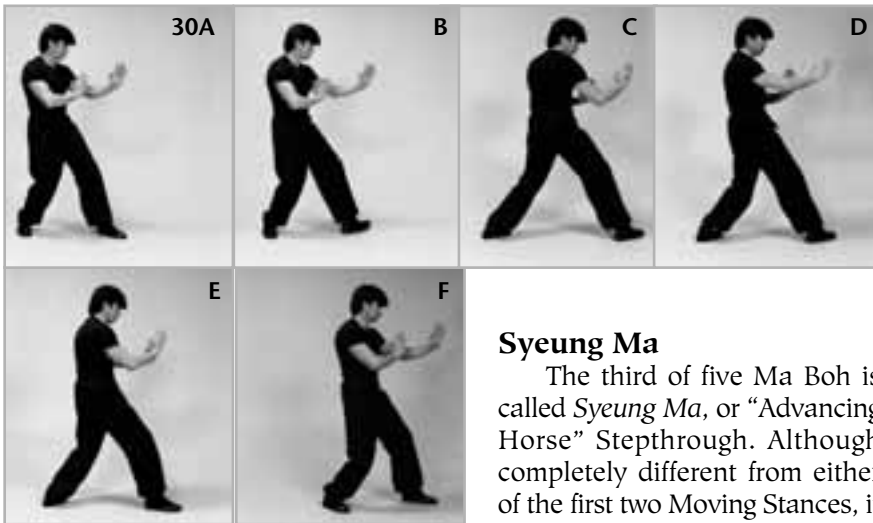 30A
B
C
D
E
F
Syeung Ma
The third of five Ma Boh is
called Syeung Ma, or “Advancing
Horse” Stepthrough. Although
completely different from either
of the first two Moving Stances, i